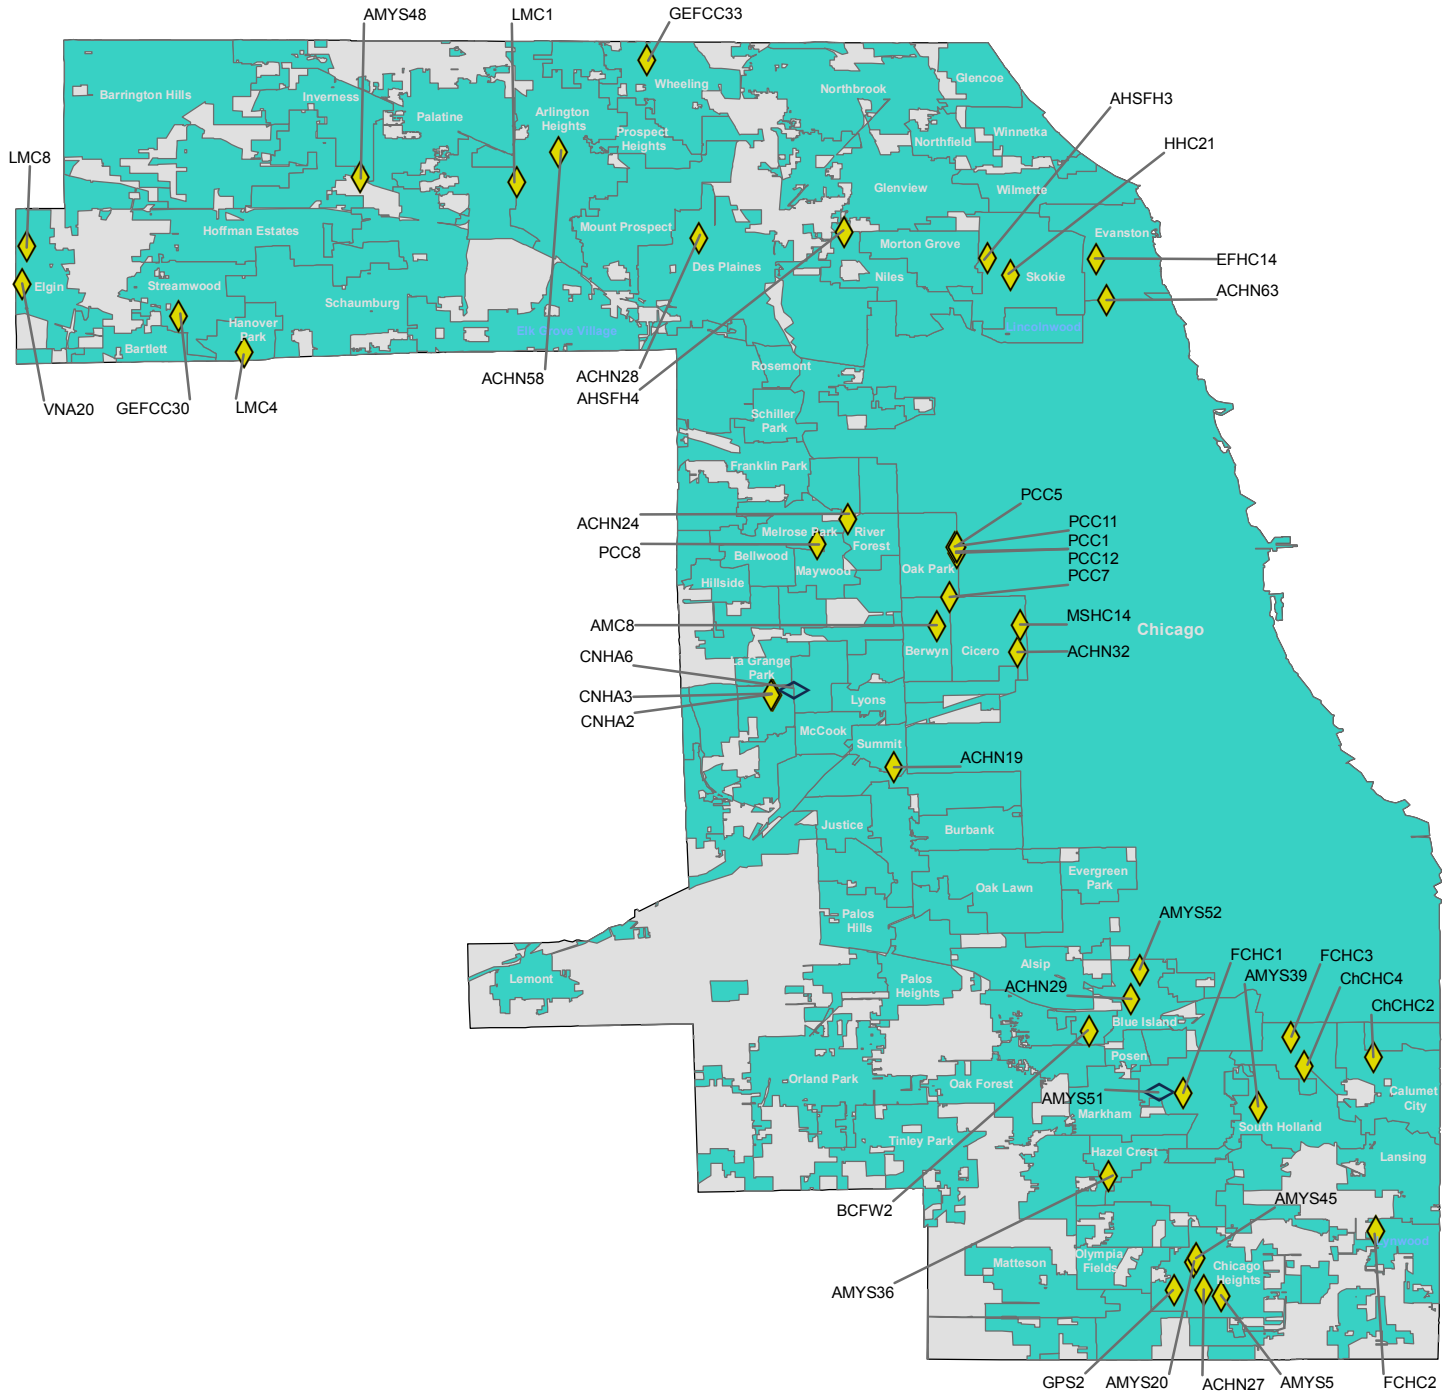 AMYS48
LMC1
GEFCC33
Glencoe
Wheeling
Northbrook
Barrington Hills
Inverness
AHSFH3
Palatine
Arlington
Heights
Prospect
Heights
Winnetka
Northfield
HHC21
LMC8
Glenview
Wilmette
Hoffman Estates
Mount Prospect
Evanston
Morton Grove
EFHC14
Des Plaines
Niles
Skokie
Elgin
Streamwood
ACHN63
Schaumburg
Hanover
Park
Elk Grove Village
Lincolnwood
Bartlett
Rosemont
ACHN58
ACHN28
AHSFH4
VNA20
GEFCC30
LMC4
Schiller
Park
Franklin Park
PCC5
ACHN24
PCC11
Melrose Park
River
Forest
PCC1
PCC8
Bellwood
PCC12
Maywood
Oak Park
PCC7
Hillside
AMC8
MSHC14
Chicago
CNHA6
Berwyn
Cicero
ACHN32
La Grange
Park
CNHA3
Lyons
CNHA2
McCook
Summit
ACHN19
Justice
Burbank
Evergreen
Park
Oak Lawn
Palos
Hills
AMYS52
FCHC1
FCHC3
Alsip
AMYS39
ChCHC4
Lemont
Palos
Heights
ACHN29
ChCHC2
Blue Island
Posen
Orland Park
Oak Forest
AMYS51
Calumet
City
Markham
South Holland
Tinley Park
Hazel Crest
Lansing
AMYS45
BCFW2
Lynwood
Olympia
Fields
Matteson
Chicago
Heights
AMYS36
GPS2
AMYS20
ACHN27
AMYS5
FCHC2